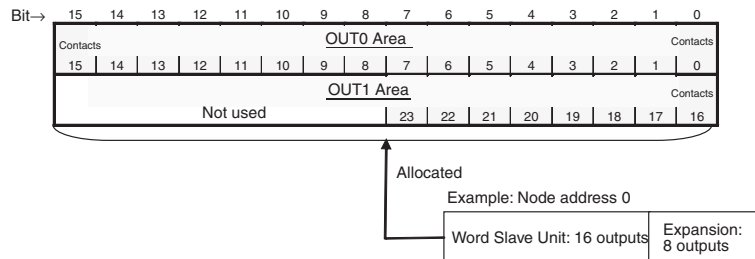 Bit→ 15 14 13 12 11 10 9 8 7 6 5 4 3 2 1 0
OUT0 Area
Contacts Contacts
15 14 13 12 11 10 9 8 7 6 5 4 3 2 1 0
OUT1 Area
Contacts
Not used 23 22 21 20 19 18 17 16
Allocated
Example: Node address 0
Word Slave Unit: 16 outputs
Expansion:
8 outputs